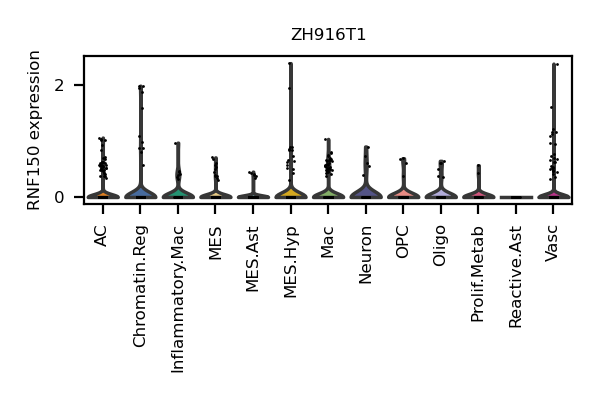 ZH916T1
RNF150 expression
2
0
AC
Chromatin.Reg
Inflammatory.Mac
MES
MES.Ast
MES.Hyp
Mac
Neuron
OPC
Oligo
Prolif.Metab
Reactive.Ast
Vasc